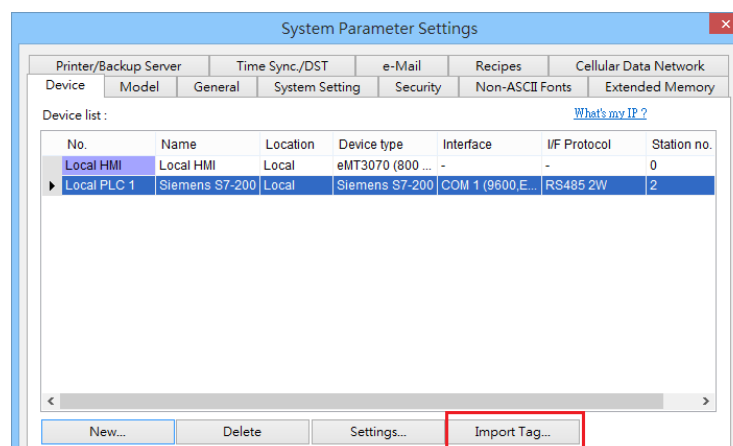 System Parameter Settings
Printer/Backup Server Time Sync./DST e-Mail Recipes Cellular Data Network
Device Model General System Setting Security Non-ASCII Fonts Extended Memory
Device list : What's my IP ?
No. Name Location Device type Interface I/F Protocol Station no.
Local HMI Local HMI Local eMT3070 (800 ... - - 0
Local PLC 1 Siemens S7-200 Local Siemens S7-200 COM 1 (9600,E... RS485 2W 2
New... Delete Settings... Import Tag...